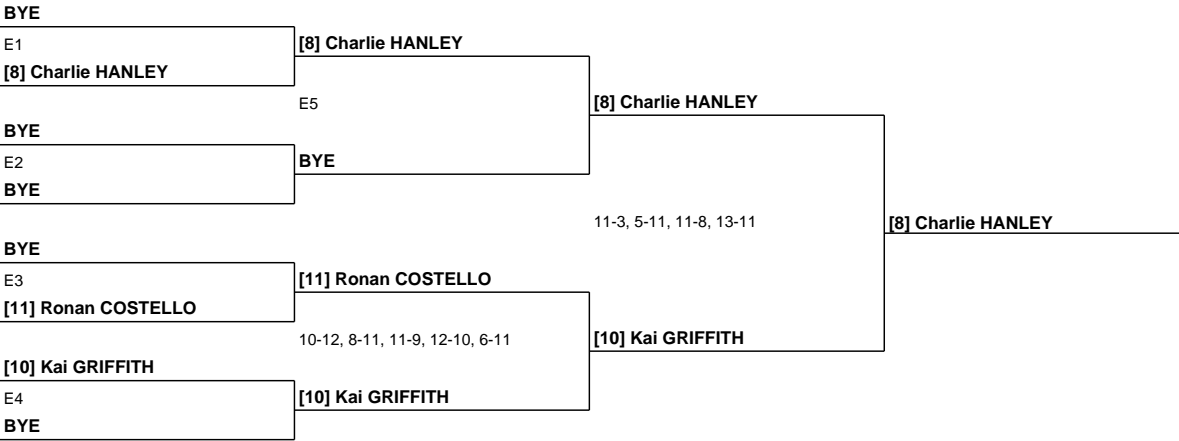 BYE
E1
[8] Charlie HANLEY
BYE
E2
BYE
BYE
E3
[11] Ronan COSTELLO
[10] Kai GRIFFITH
E4
BYE
[8] Charlie HANLEY
E5
BYE
[11] Ronan COSTELLO
10-12, 8-11, 11-9, 12-10, 6-11
[10] Kai GRIFFITH
[8] Charlie HANLEY
11-3, 5-11, 11-8, 13-11
[10] Kai GRIFFITH
[8] Charlie HANLEY